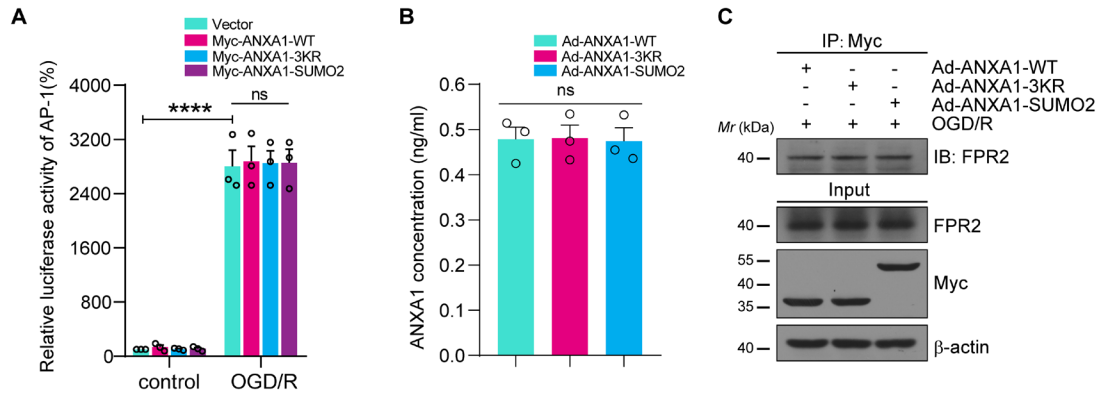 A
Vector
Myc-ANXA1-WT
Myc-ANXA1-3KR
Myc-ANXA1-SUMO2
Relative luciferase activity of AP-1(%)
4000
3200
2400
1600
800
0
****
ns
control
OGD/R
B
Ad-ANXA1-WT
Ad-ANXA1-3KR
Ad-ANXA1-SUMO2
ANXA1 concentration (ng/ml)
0.6
0.5
0.4
0.3
0.2
0.1
0.0
ns
C
IP: Myc
+ - - Ad-ANXA1-WT
- + - Ad-ANXA1-3KR
- - + Ad-ANXA1-SUMO2
Mr (kDa) + + + OGD/R
40 IB: FPR2
Input
40 FPR2
55
40 Myc
35
40 β-actin